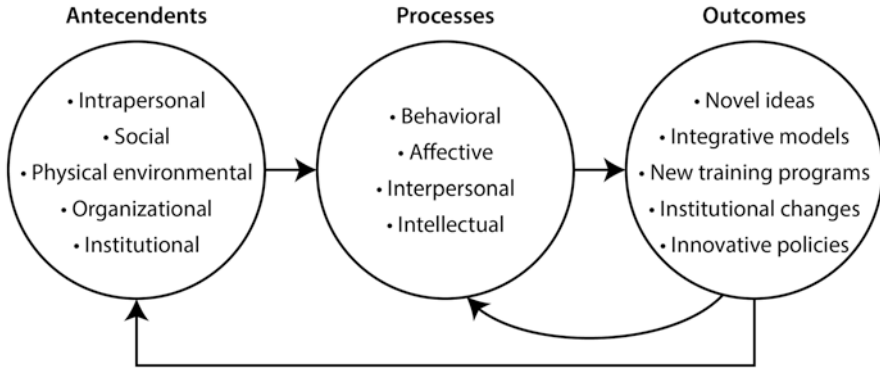 Antecendents
• Intrapersonal
• Social
• Physical environmental
• Organizational
• Institutional
Processes
• Behavioral
• Affective
• Interpersonal
• Intellectual
Outcomes
• Novel ideas
• Integrative models
• New training programs
• Institutional changes
• Innovative policies